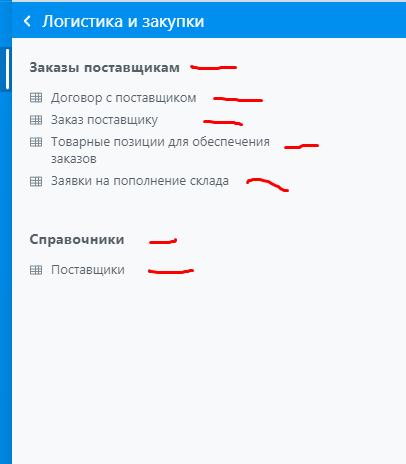 Логистика и закупки
Заказы поставщикам
Договор с поставщиком
Заказ поставщику
Товарные позиции для обеспечения
заказов
Заявки на пополнение склада
Справочники
Поставщики